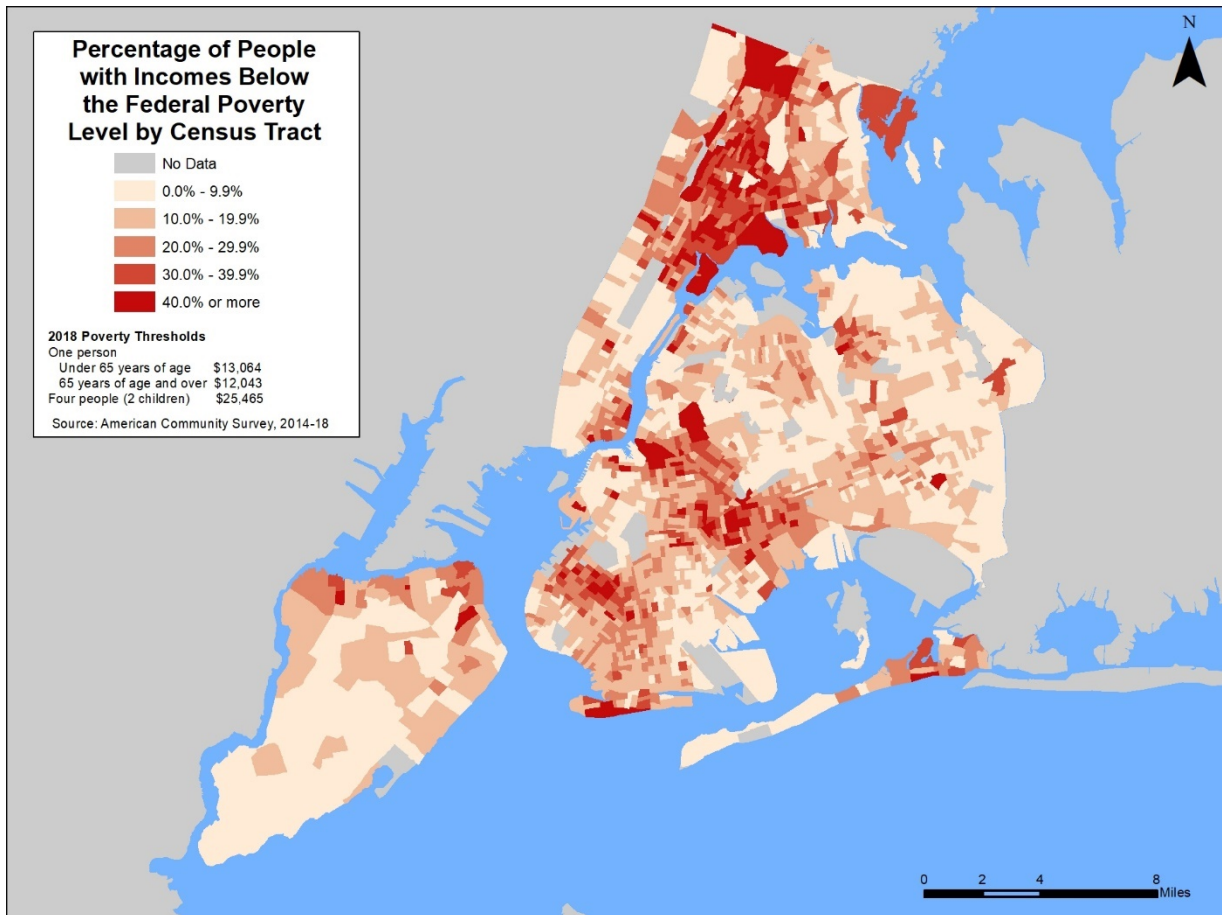 Percentage of People
with Incomes Below
the Federal Poverty
Level by Census Tract
No Data
0.0% - 9.9%
10.0% - 19.9%
20.0% - 29.9%
30.0% - 39.9%
40.0% or more
2018 Poverty Thresholds
One person
Under 65 years of age $13,064
65 years of age and over $12,043
Four people (2 children) $25,465
Source: American Community Survey, 2014-18
N
0 2 4 8
Miles